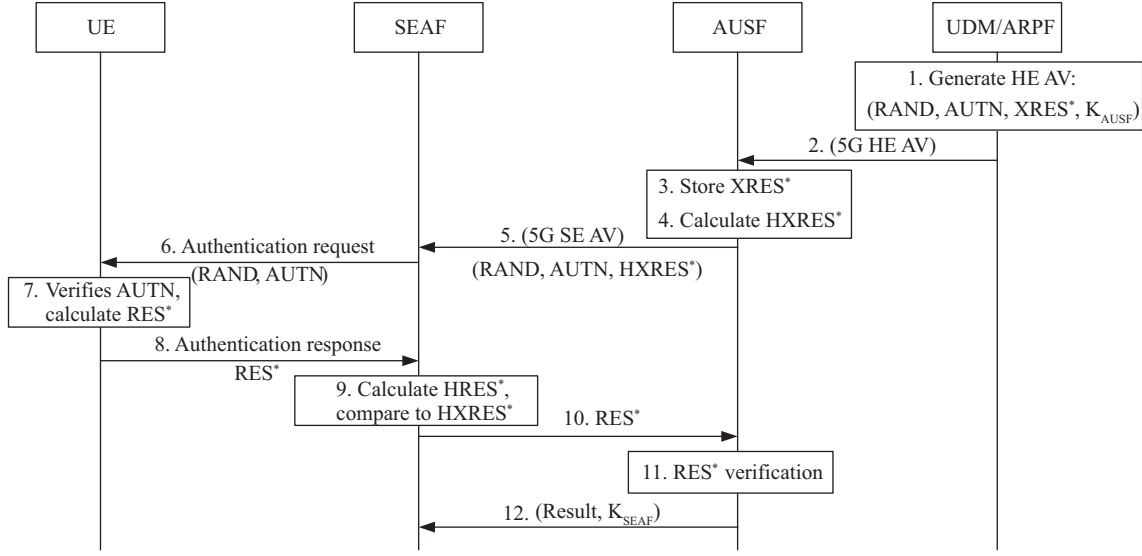 UE
SEAF
AUSF
UDM/ARPF
1. Generate HE AV:
(RAND, AUTN, XRES*, K_AUSF)
2. (5G HE AV)
3. Store XRES*
4. Calculate HXRES*
5. (5G SE AV)
(RAND, AUTN, HXRES*)
6. Authentication request
(RAND, AUTN)
7. Verifies AUTN,
calculate RES*
8. Authentication response
RES*
9. Calculate HRES*,
compare to HXRES*
10. RES*
11. RES* verification
12. (Result, K_SEAF)